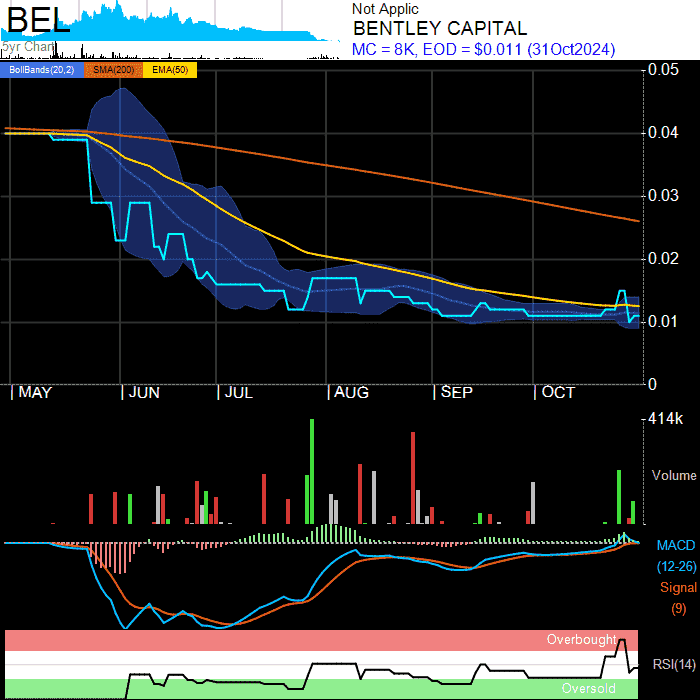 BEL
Not Applic
BENTLEY CAPITAL
5yr Chart
MC = 8K, EOD = $0.011 (31Oct2024)
BollBands(20,2) SMA(200) EMA(50)
0.05
0.04
0.03
0.02
0.01
0
MAY JUN JUL AUG SEP OCT
414k
Volume
MACD
(12-26)
Signal
(9)
Overbought
RSI(14)
Oversold